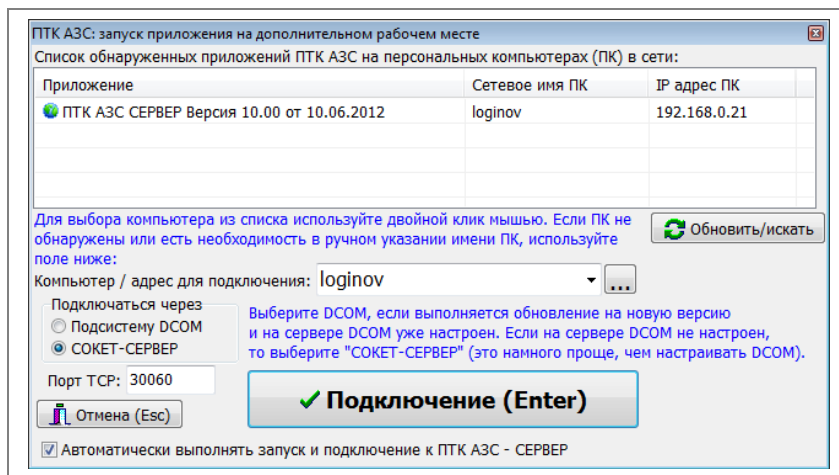 ПТК АЗС: запуск приложения на дополнительном рабочем месте
Список обнаруженных приложений ПТК АЗС на персональных компьютерах (ПК) в сети:
Приложение Сетевое имя ПК IP адрес ПК
ПТК АЗС СЕРВЕР Версия 10.00 от 10.06.2012 loginov 192.168.0.21
Для выбора компьютера из списка используйте двойной клик мышью. Если ПК не
обнаружены или есть необходимость в ручном указании имени ПК, используйте
поле ниже:
Обновить/искать
Компьютер / адрес для подключения: loginov ...
Подключаться через
Подсистему DCOM
СОКЕТ-СЕРВЕР
Выберите DCOM, если выполняется обновление на новую версию
и на сервере DCOM уже настроен. Если на сервере DCOM не настроен,
то выберите "СОКЕТ-СЕРВЕР" (это намного проще, чем настраивать DCOM).
Порт TCP: 30060
Подключение (Enter)
Отмена (Esc)
Автоматически выполнять запуск и подключение к ПТК АЗС - СЕРВЕР